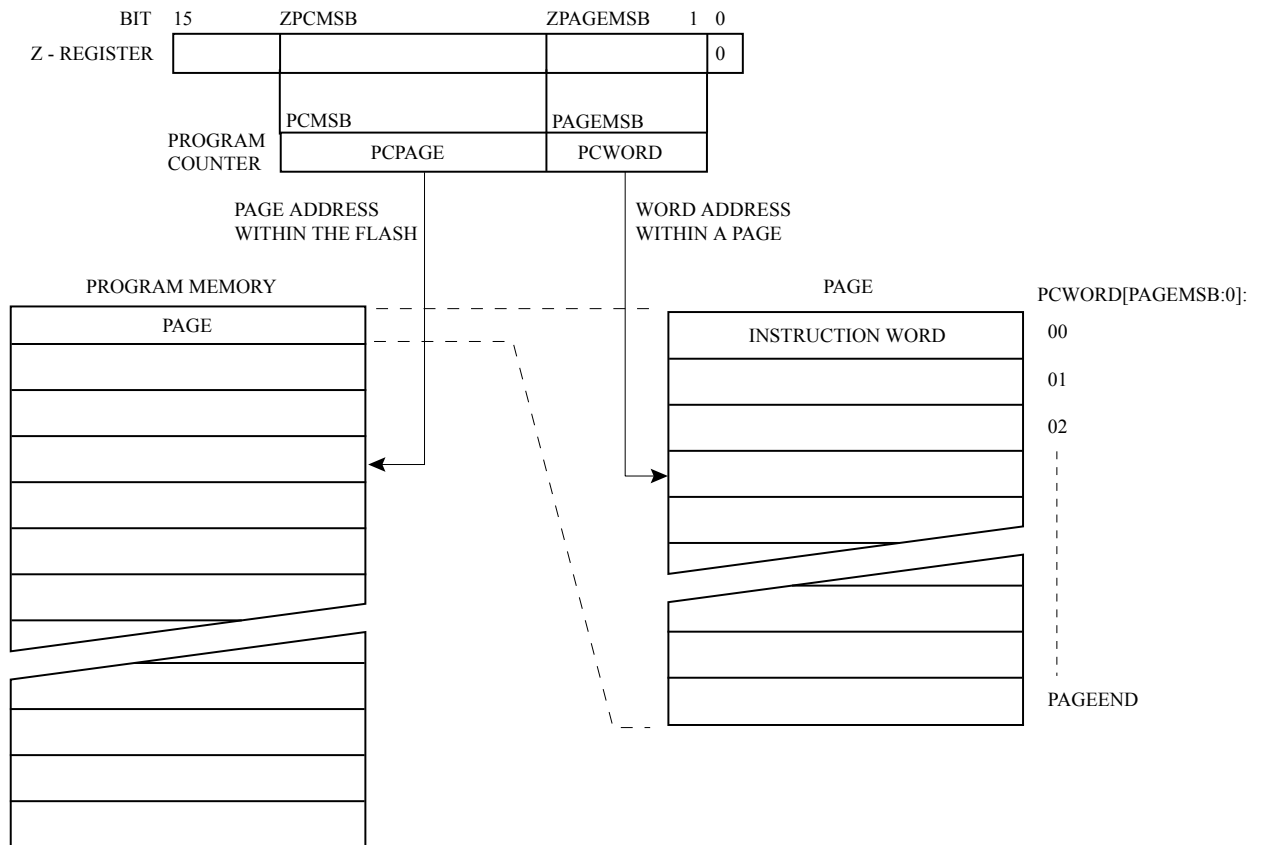 BIT 15 ZPCMSB ZPAGEMSB 1 0
Z - REGISTER 0
PCMSB PAGEMSB
PROGRAM
COUNTER
PCPAGE PCWORD
PAGE ADDRESS
WITHIN THE FLASH
WORD ADDRESS
WITHIN A PAGE
PROGRAM MEMORY
PAGE
PAGE
PCWORD[PAGEMSB:0]:
INSTRUCTION WORD
00
01
02
PAGEEND